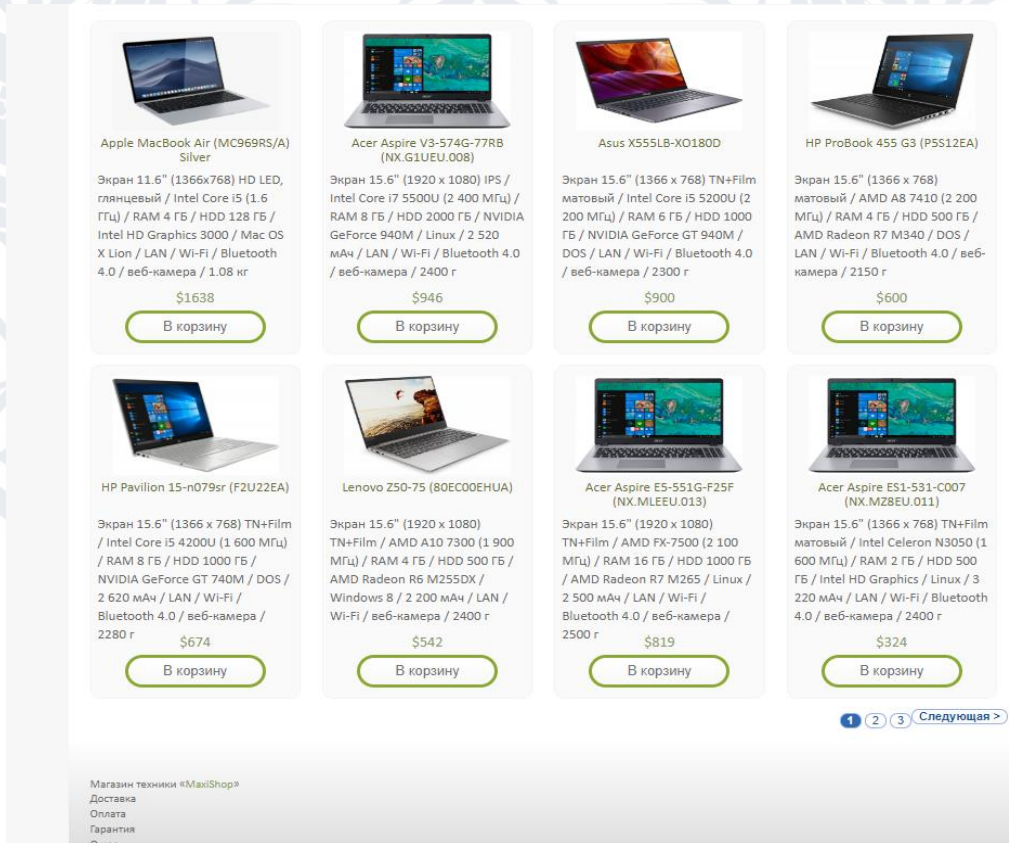 Apple MacBook Air (MC969RS/A)
Silver
Экран 11.6" (1366x768) HD LED,
глянцевый / Intel Core i5 (1.6
ГГц) / RAM 4 ГБ / HDD 128 ГБ /
Intel HD Graphics 3000 / Mac OS
X Lion / LAN / Wi-Fi / Bluetooth
4.0 / веб-камера / 1.08 кг
$1638
В корзину
Acer Aspire V3-574G-77RB
(NX.G1UEU.008)
Экран 15.6" (1920 x 1080) IPS /
Intel Core i7 5500U (2 400 МГц) /
RAM 8 ГБ / HDD 2000 ГБ / NVIDIA
GeForce 940M / Linux / 2 520
мАч / LAN / Wi-Fi / Bluetooth 4.0
/ веб-камера / 2400 г
$946
В корзину
Asus X555LB-XO180D
Экран 15.6" (1366 x 768) TN+Film
матовый / Intel Core i5 5200U (2
200 МГц) / RAM 6 ГБ / HDD 1000
ГБ / NVIDIA GeForce GT 940M /
DOS / LAN / Wi-Fi / Bluetooth 4.0
/ веб-камера / 2300 г
$900
В корзину
HP ProBook 455 G3 (P5S12EA)
Экран 15.6" (1366 x 768)
матовый / AMD A8 7410 (2 200
МГц) / RAM 4 ГБ / HDD 500 ГБ /
AMD Radeon R7 M340 / DOS /
LAN / Wi-Fi / Bluetooth 4.0 / веб-
камера / 2150 г
$600
В корзину
HP Pavilion 15-n079sr (F2U22EA)
Экран 15.6" (1366 x 768) TN+Film
/ Intel Core i5 4200U (1 600 МГц)
/ RAM 8 ГБ / HDD 1000 ГБ /
NVIDIA GeForce GT 740M / DOS /
2 620 мАч / LAN / Wi-Fi /
Bluetooth 4.0 / веб-камера /
2280 г
$674
В корзину
Lenovo Z50-75 (80EC00EHUA)
Экран 15.6" (1920 x 1080)
TN+Film / AMD A10 7300 (1 900
МГц) / RAM 4 ГБ / HDD 500 ГБ /
AMD Radeon R6 M255DX /
Windows 8 / 2 200 мАч / LAN /
Wi-Fi / веб-камера / 2400 г
$542
В корзину
Acer Aspire E5-551G-F25F
(NX.MLEEU.013)
Экран 15.6" (1920 x 1080)
TN+Film / AMD FX-7500 (2 100
МГц) / RAM 16 ГБ / HDD 1000 ГБ
/ AMD Radeon R7 M265 / Linux /
2 500 мАч / LAN / Wi-Fi /
Bluetooth 4.0 / веб-камера /
2500 г
$819
В корзину
Acer Aspire ES1-531-C007
(NX.MZ8EU.011)
Экран 15.6" (1366 x 768) TN+Film
матовый / Intel Celeron N3050 (1
600 МГц) / RAM 2 ГБ / HDD 500
ГБ / Intel HD Graphics / Linux / 3
220 мАч / LAN / Wi-Fi / Bluetooth
4.0 / веб-камера / 2400 г
$324
В корзину
1 2 3 Следующая >
Магазин техники «MaxiShop»
Доставка
Оплата
Гарантия